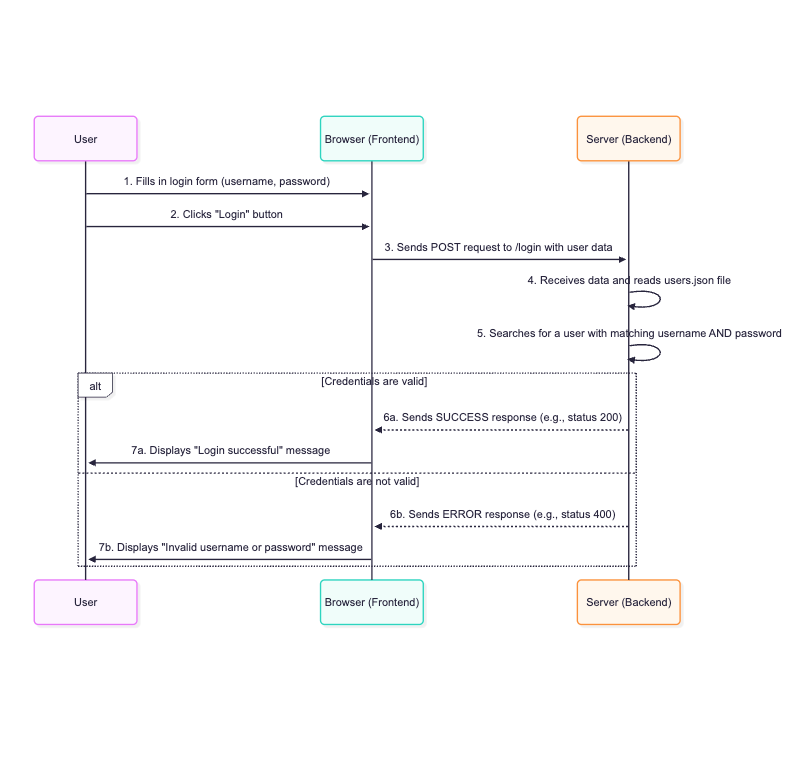 User
Browser (Frontend)
Server (Backend)
1. Fills in login form (username, password)
2. Clicks "Login" button
3. Sends POST request to /login with user data
4. Receives data and reads users.json file
5. Searches for a user with matching username AND password
alt
[Credentials are valid]
6a. Sends SUCCESS response (e.g., status 200)
7a. Displays "Login successful" message
[Credentials are not valid]
6b. Sends ERROR response (e.g., status 400)
7b. Displays "Invalid username or password" message
User
Browser (Frontend)
Server (Backend)